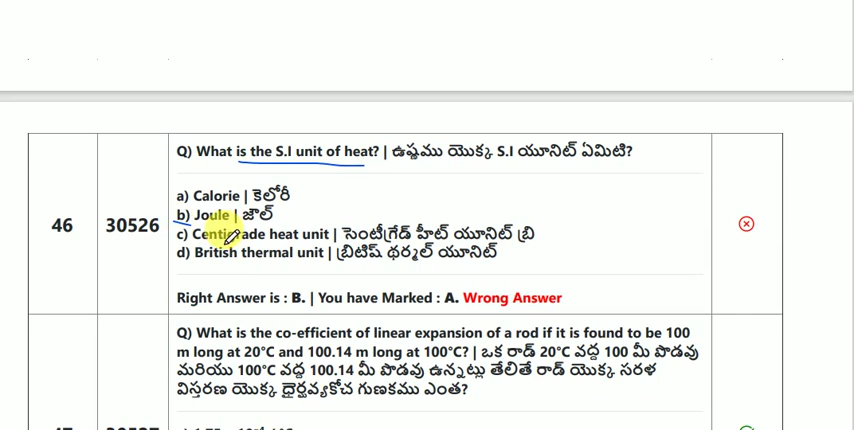 Q) What is the S.I unit of heat? | ఉష్ణము యొక్క S.I యూనిట్ ఏమిటి?
a) Calorie | కెలోరీ
b) Joule | జౌల్
46
30526
c) Centigrade heat unit | సెంటీగ్రేడ్ హీట్ యూనిట్ బ్రి
d) British thermal unit | బ్రిటిష్ థర్మల్ యూనిట్
Right Answer is : B. | You have Marked : A. Wrong Answer
Q) What is the co-efficient of linear expansion of a rod if it is found to be 100
m long at 20°C and 100.14 m long at 100°C? | ఒక రాడ్ 20°C వద్ద 100 మీ పొడవు
మరియు 100°C వద్ద 100.14 మీ పొడవు ఉన్నట్లు తేలితే రాడ్ యొక్క సరళ
విస్తరణ యొక్క ధైర్ఘవ్యకోచ గుణకము ఎంత?